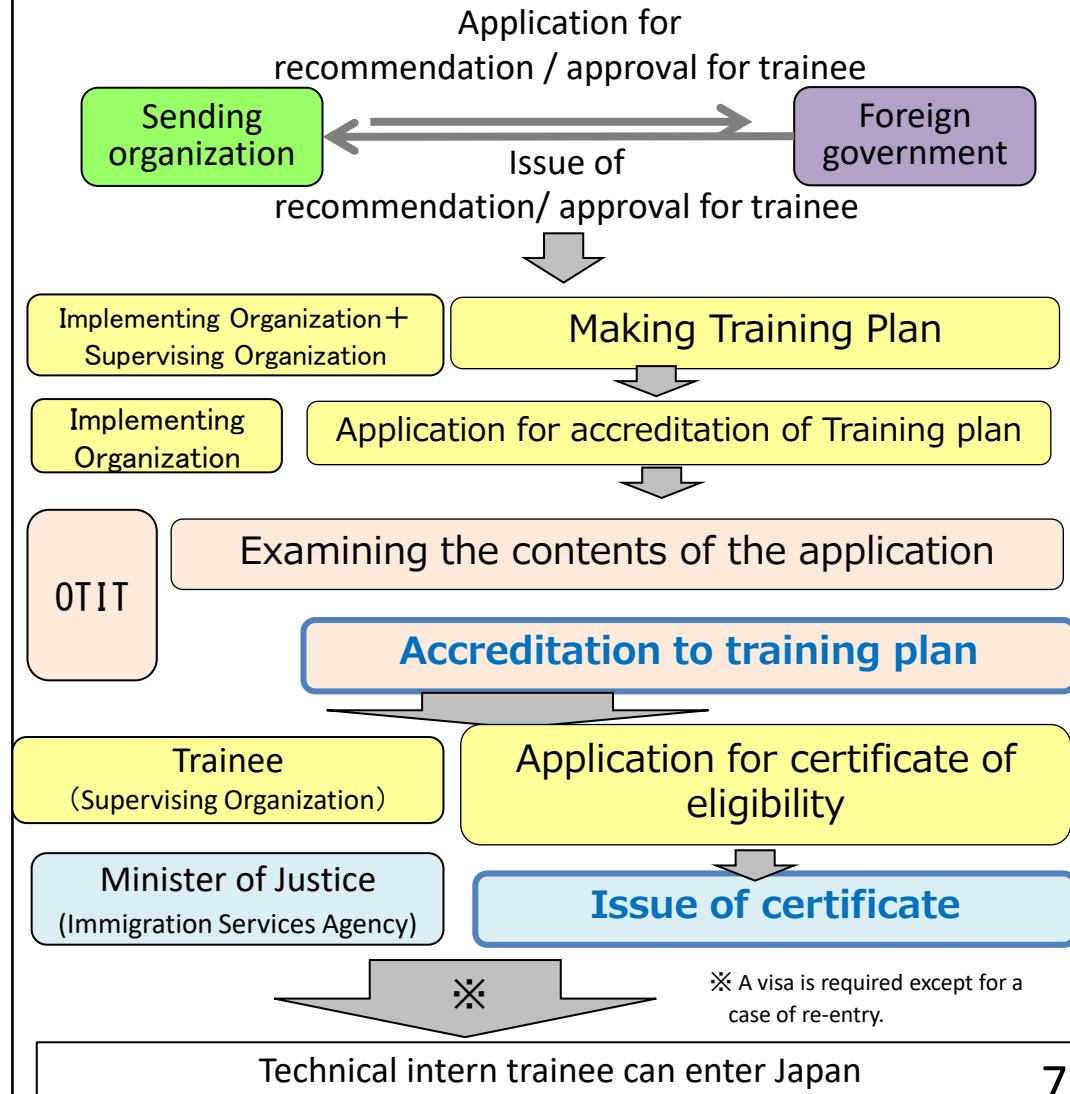 Application for
recommendation / approval for trainee
Sending
organization
Foreign
government
Issue of
recommendation/ approval for trainee
Implementing Organization＋
Supervising Organization
Making Training Plan
Implementing
Organization
Application for accreditation of Training plan
OTIT
Examining the contents of the application
Accreditation to training plan
Trainee
（Supervising Organization）
Application for certificate of
eligibility
Minister of Justice
(Immigration Services Agency)
Issue of certificate
※
※ A visa is required except for a
case of re-entry.
Technical intern trainee can enter Japan
7